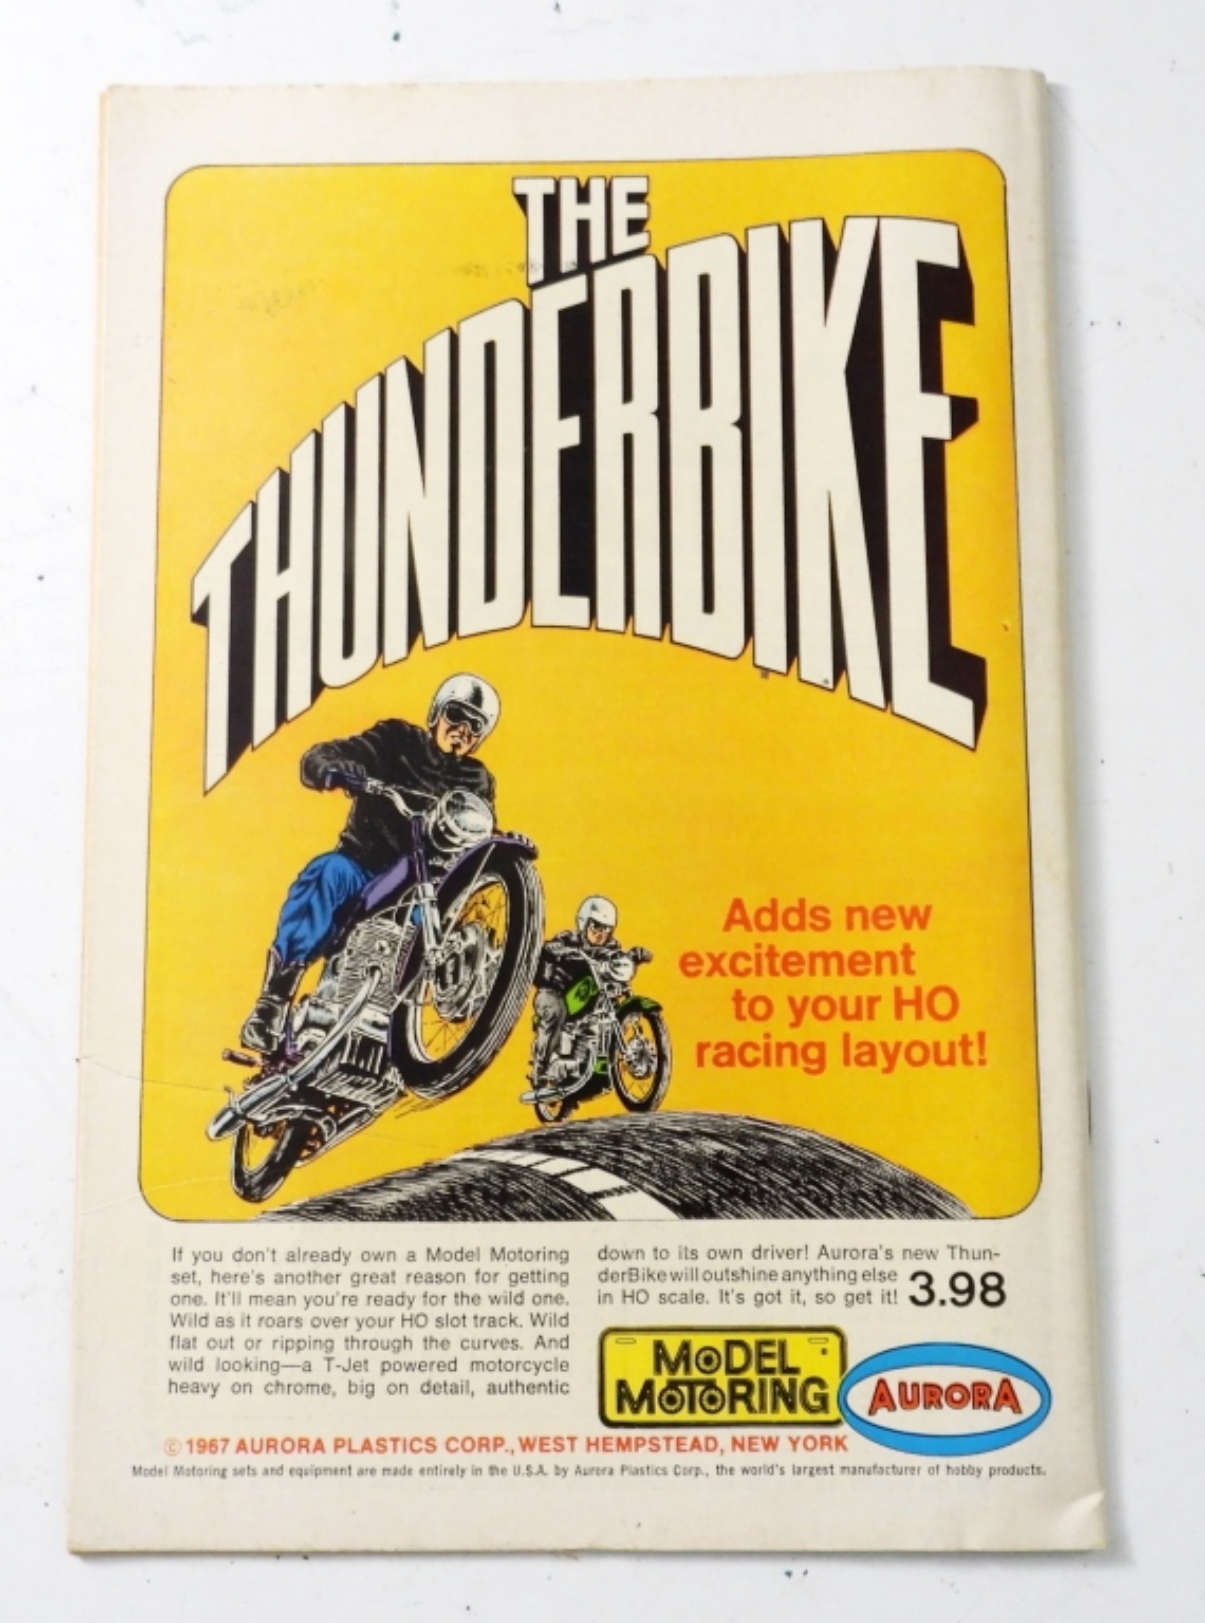 THE
THUNDERBIKE
Adds new
excitement
to your HO
racing layout!
If you don't already own a Model Motoring
set, here's another great reason for getting
one. It'll mean you're ready for the wild one.
Wild as it roars over your HO slot track. Wild
flat out or ripping through the curves. And
wild looking—a T-Jet powered motorcycle
heavy on chrome, big on detail, authentic
down to its own driver! Aurora's new Thun-
derBike will outshine anything else
in HO scale. It's got it, so get it! 3.98
MODEL
MOTORING
AURORA
© 1967 AURORA PLASTICS CORP., WEST HEMPSTEAD, NEW YORK
Model Motoring sets and equipment are made entirely in the U.S.A. by Aurora Plastics Corp., the world's largest manufacturer of hobby products.